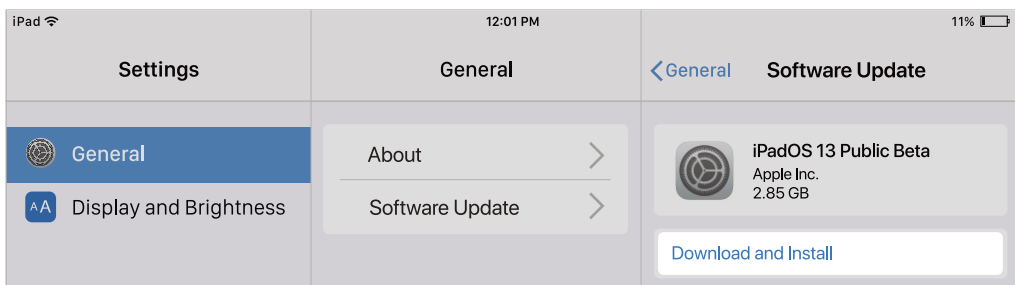 iPad 12:01 PM 11%
Settings General General Software Update
General
AA Display and Brightness
About
Software Update
iPadOS 13 Public Beta
Apple Inc.
2.85 GB
Download and Install